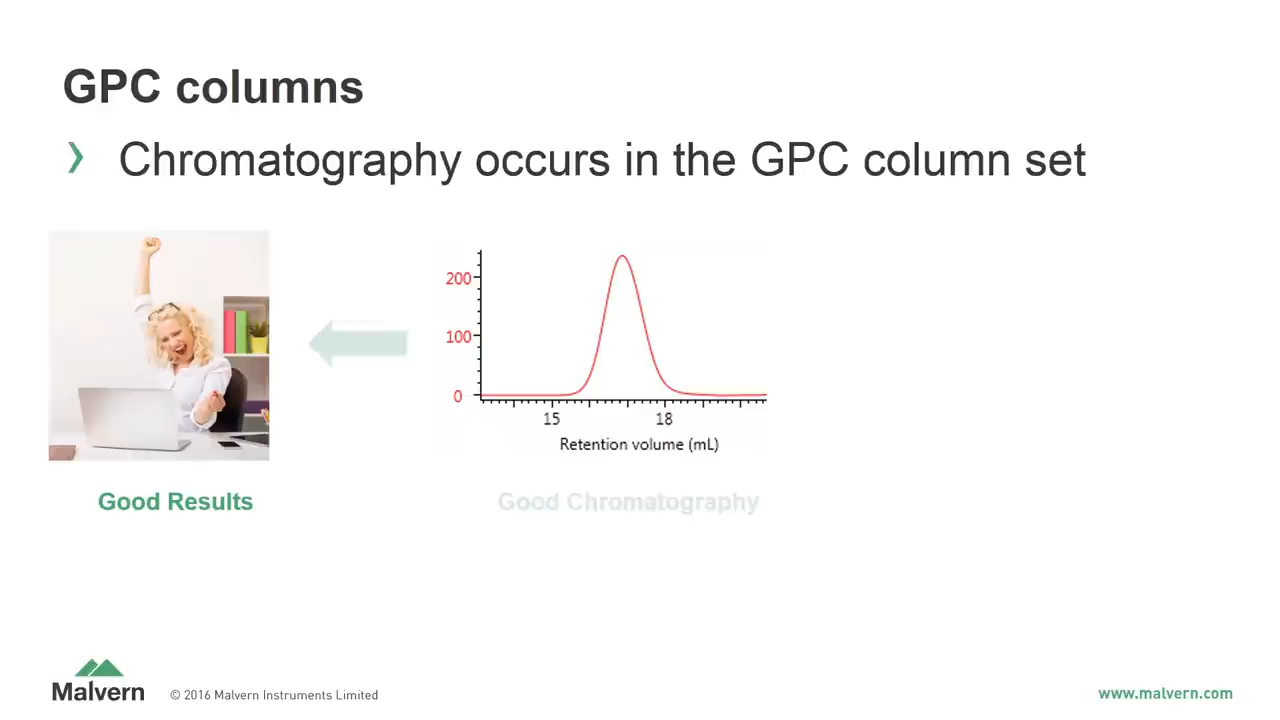 GPC columns
Chromatography occurs in the GPC column set
200
100
0
15 18
Retention volume (mL)
Good Results
Good Chromatography
Malvern
© 2016 Malvern Instruments Limited
www.malvern.com